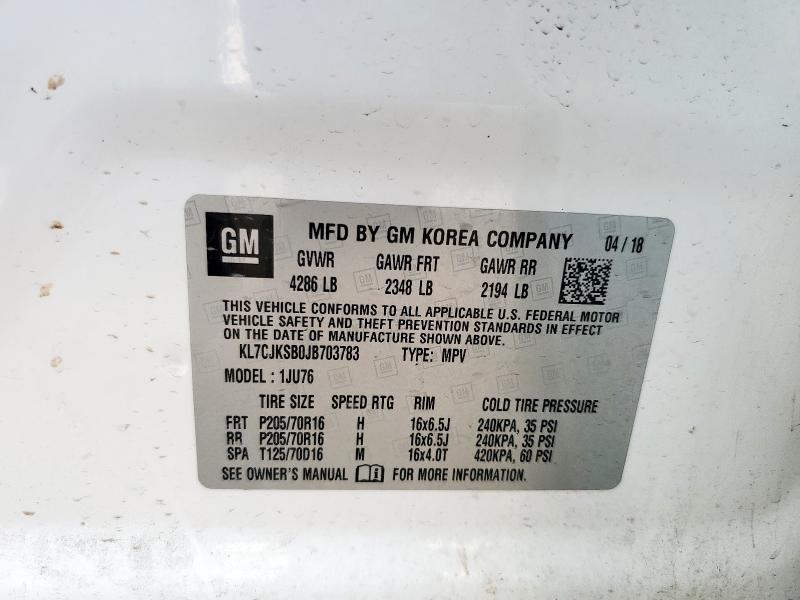 GM MFD BY GM KOREA COMPANY 04 / 18
GVWR GAWR FRT GAWR RR
4286 LB 2348 LB 2194 LB
THIS VEHICLE CONFORMS TO ALL APPLICABLE U.S. FEDERAL MOTOR
VEHICLE SAFETY AND THEFT PREVENTION STANDARDS IN EFFECT
ON THE DATE OF MANUFACTURE SHOWN ABOVE.
KL7CJKSB0JB703783 TYPE: MPV
MODEL : 1JU76
TIRE SIZE SPEED RTG RIM COLD TIRE PRESSURE
FRT P205/70R16 H 16x6.5J 240KPA, 35 PSI
RR P205/70R16 H 16x6.5J 240KPA, 35 PSI
SPA T125/70D16 M 16x4.0T 420KPA, 60 PSI
SEE OWNER'S MANUAL FOR MORE INFORMATION.